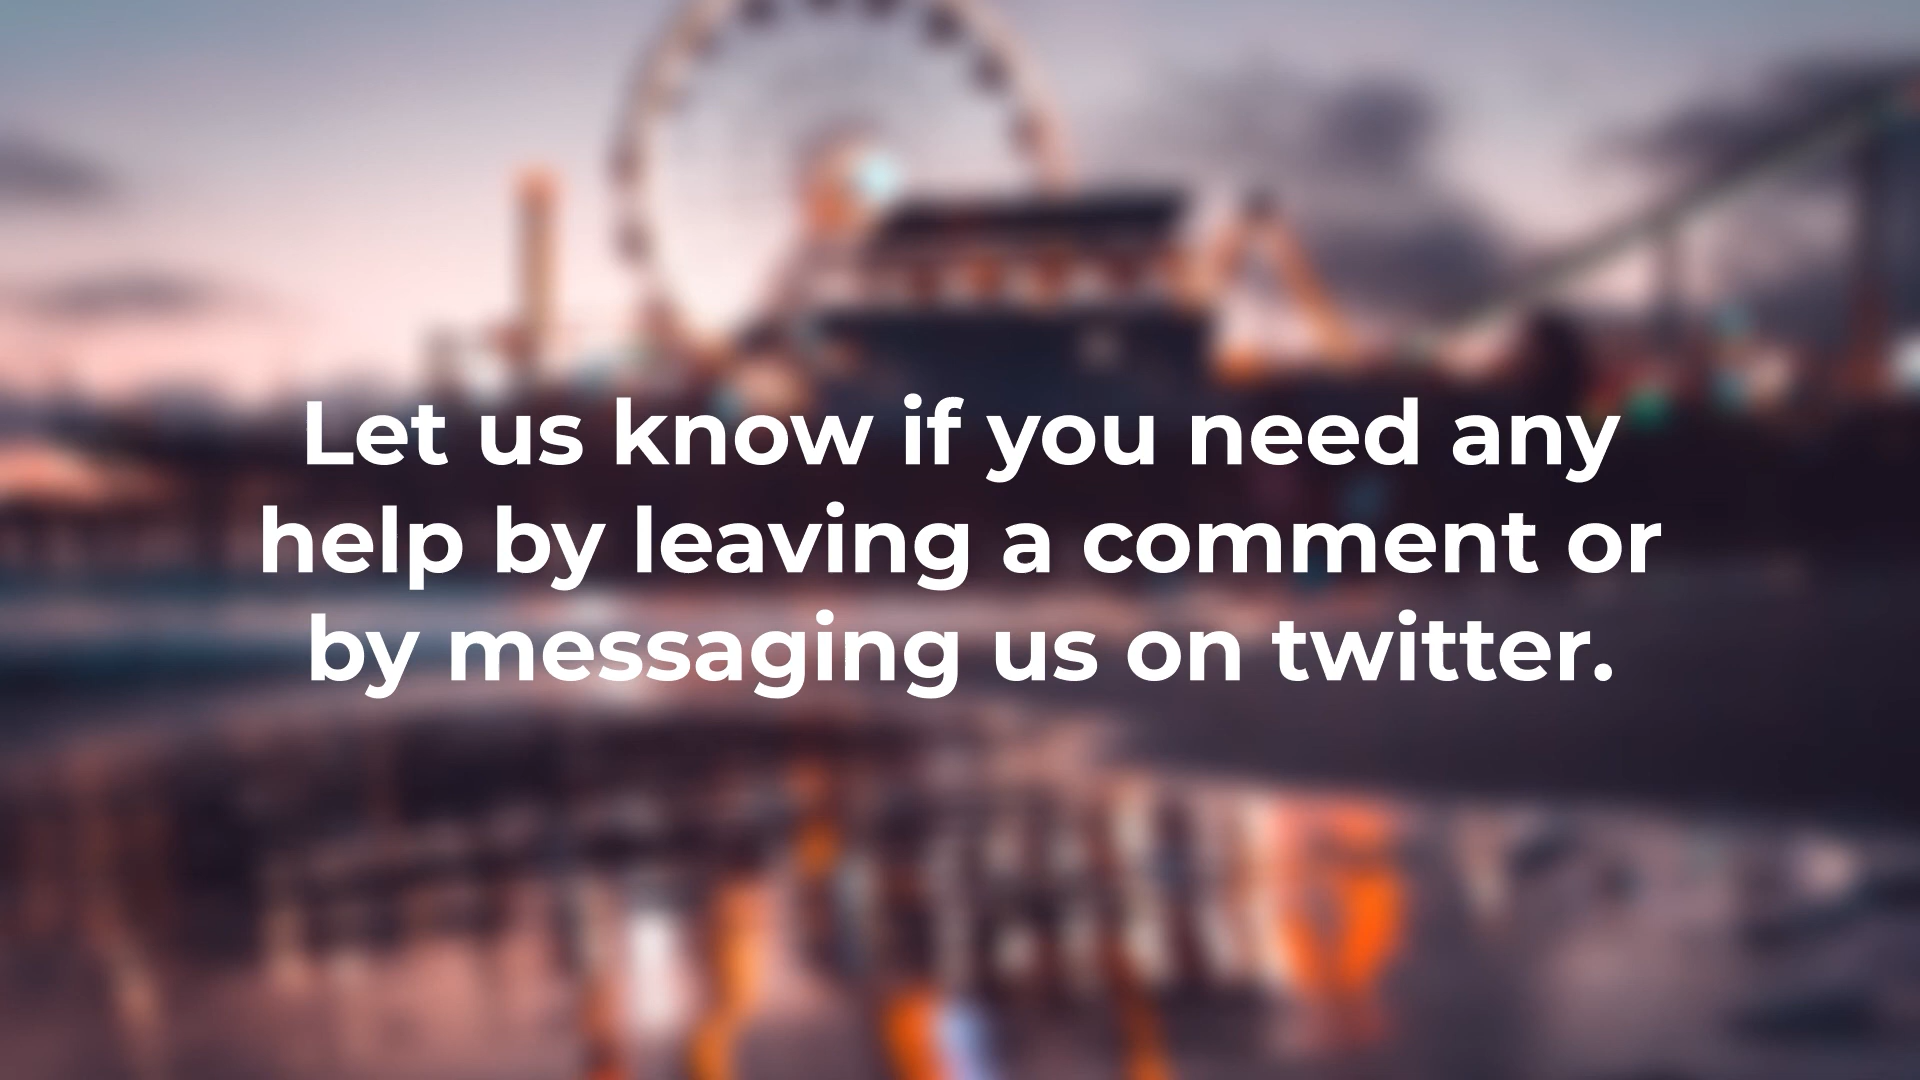 Let us know if you need any
help by leaving a comment or
by messaging us on twitter.